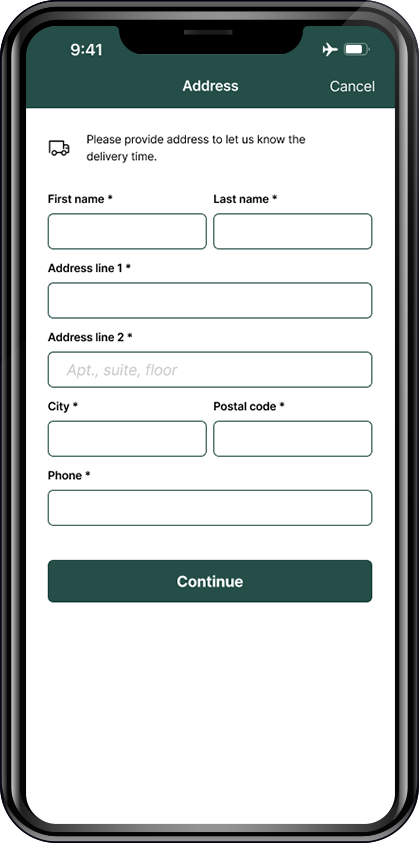 9:41
Address Cancel
Please provide address to let us know the
delivery time.
First name * Last name *
Address line 1 *
Address line 2 *
Apt., suite, floor
City * Postal code *
Phone *
Continue